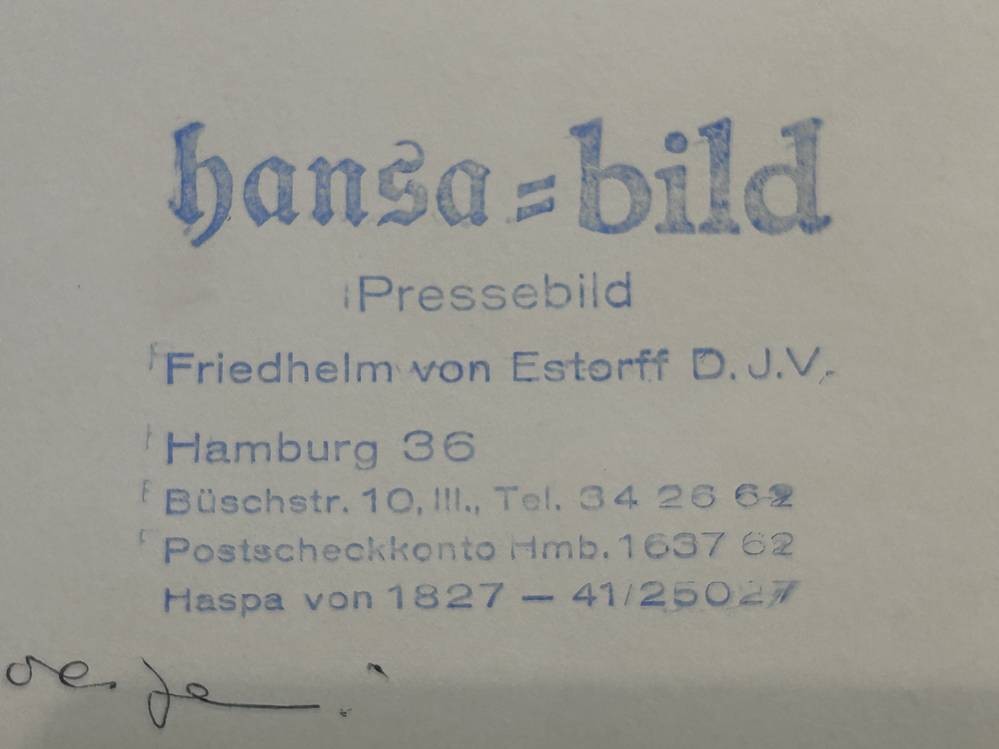 hansa=bild
Pressebild
Friedhelm von Estorff D.J.V.
Hamburg 36
Büschstr. 10, III., Tel. 34 26 62
Postscheckkonto Hmb. 1637 62
Haspa von 1827 — 41/25027